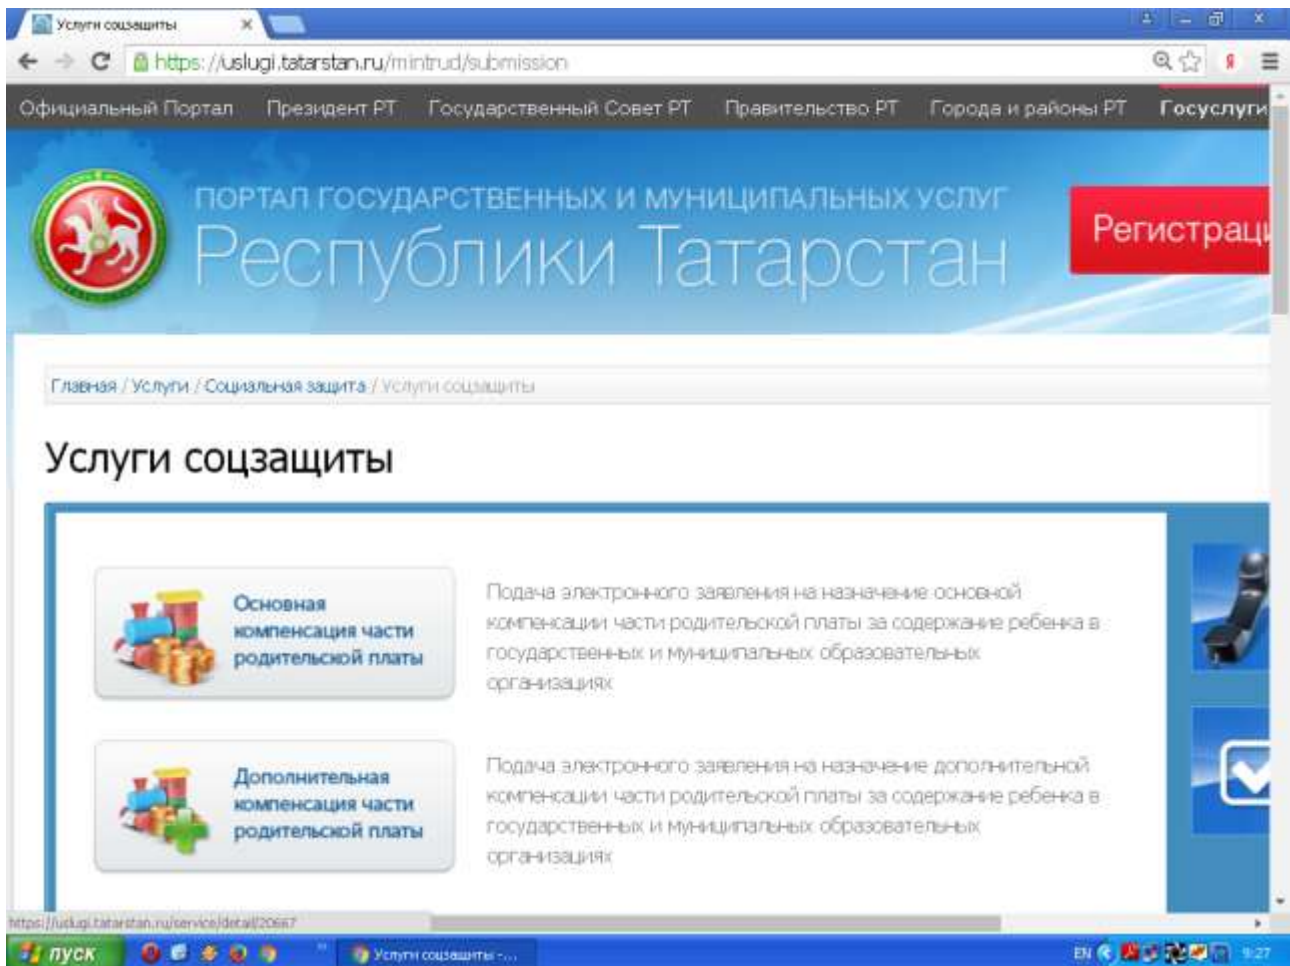 Услуги соцзащиты
https://uslugi.tatarstan.ru/mintrud/submission
Официальный Портал Президент РТ Государственный Совет РТ Правительство РТ Города и районы РТ Госуслуги
ПОРТАЛ ГОСУДАРСТВЕННЫХ И МУНИЦИПАЛЬНЫХ УСЛУГ
Республики Татарстан
Регистраци
Главная / Услуги / Социальная защита / Услуги соцзащиты
Услуги соцзащиты
Основная
компенсация части
родительской платы
Подача электронного заявления на назначение основной
компенсации части родительской платы за содержание ребенка в
государственных и муниципальных образовательных
организациях
Дополнительная
компенсация части
родительской платы
Подача электронного заявления на назначение дополнительной
компенсации части родительской платы за содержание ребенка в
государственных и муниципальных образовательных
организациях
https://uslugi.tatarstan.ru/service/detail/20667
пуск
Услуги соцзащиты -...
EN
9:27